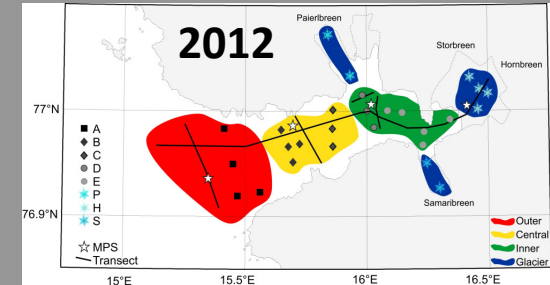 Paierlbreen
2012
Storbreen
Hornbreen
77°N
A
B
C
D
E
P
H
S
MPS
Transect
Samaribreen
76.9°N
Outer
Central
Inner
Glacier
15°E
15.5°E
16°E
16.5°E